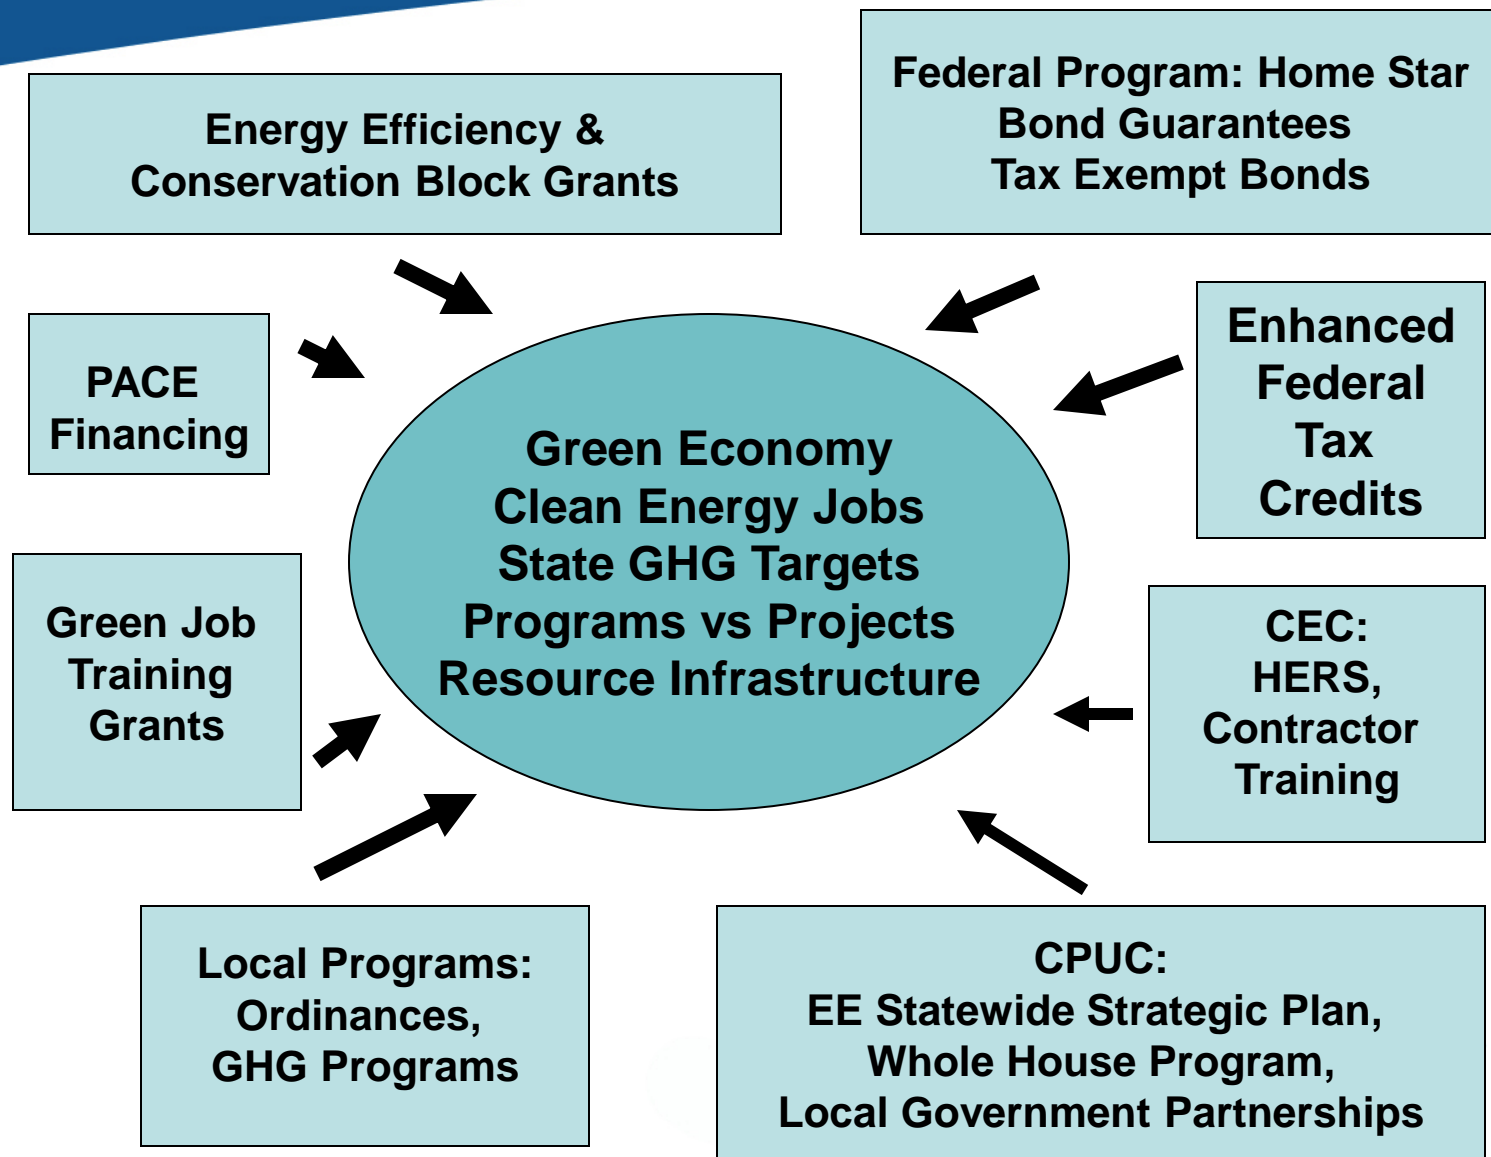 Energy Efficiency &
Conservation Block Grants
Federal Program: Home Star
Bond Guarantees
Tax Exempt Bonds
PACE
Financing
Enhanced
Federal
Tax
Credits
Green Economy
Clean Energy Jobs
State GHG Targets
Programs vs Projects
Resource Infrastructure
Green Job
Training
Grants
CEC:
HERS,
Contractor
Training
Local Programs:
Ordinances,
GHG Programs
CPUC:
EE Statewide Strategic Plan,
Whole House Program,
Local Government Partnerships